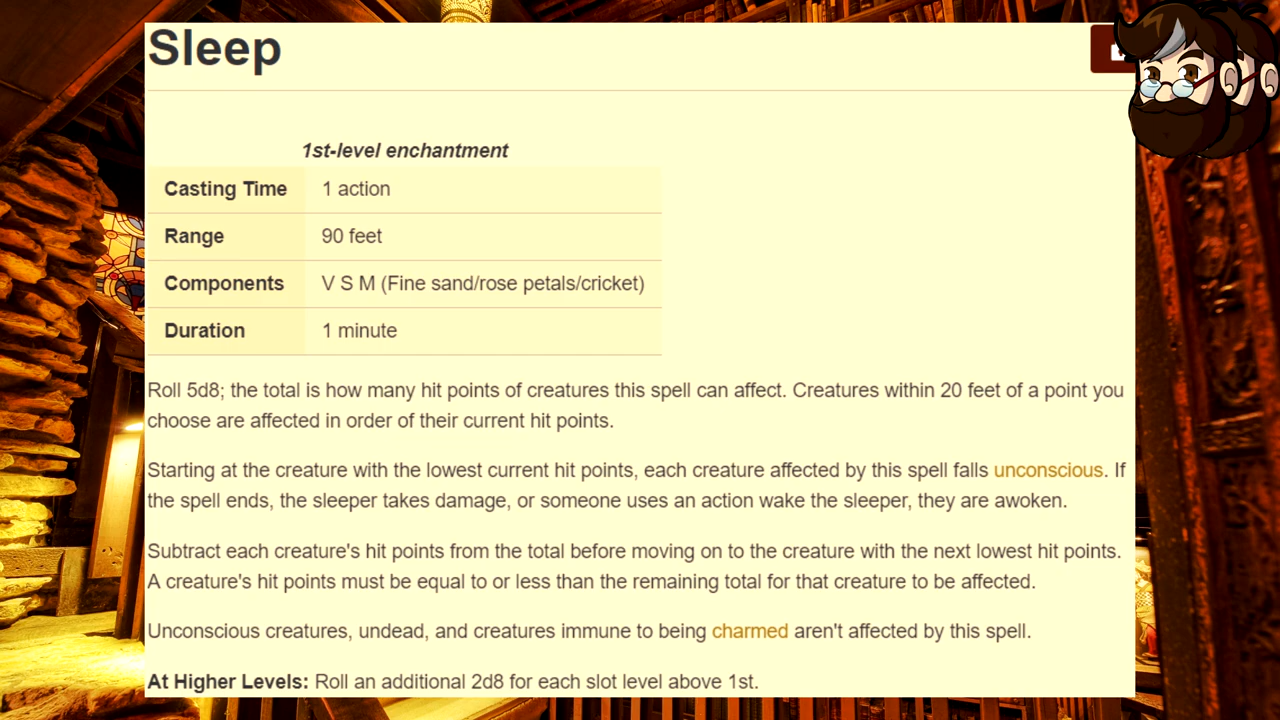 Sleep
1st-level enchantment
Casting Time 1 action
Range 90 feet
Components V S M (Fine sand/rose petals/cricket)
Duration 1 minute
Roll 5d8; the total is how many hit points of creatures this spell can affect. Creatures within 20 feet of a point you
choose are affected in order of their current hit points.
Starting at the creature with the lowest current hit points, each creature affected by this spell falls unconscious. If
the spell ends, the sleeper takes damage, or someone uses an action wake the sleeper, they are awoken.
Subtract each creature's hit points from the total before moving on to the creature with the next lowest hit points.
A creature's hit points must be equal to or less than the remaining total for that creature to be affected.
Unconscious creatures, undead, and creatures immune to being charmed aren't affected by this spell.
At Higher Levels: Roll an additional 2d8 for each slot level above 1st.